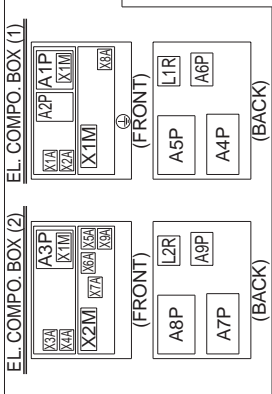 EL. COMPO. BOX (1)
A1P
X1M
A2P
X8A
X1A
X2A
X1M
(FRONT)
L1R
A6P
A5P
A4P
(BACK)
EL. COMPO. BOX (2)
A3P
X1M
X3A
X4A
X6A
X5A
X7A
X9A
X2M
(FRONT)
L2R
A9P
A8P
A7P
(BACK)